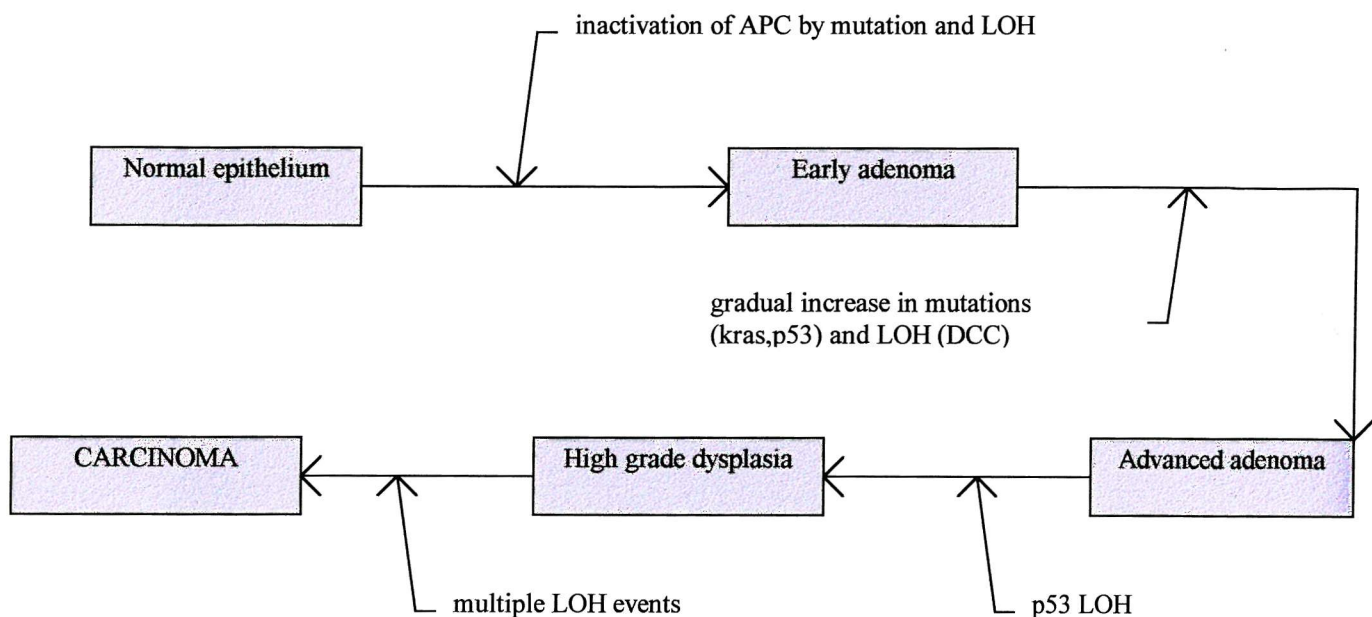 inactivation of APC by mutation and LOH
Normal epithelium
Early adenoma
gradual increase in mutations
(kras,p53) and LOH (DCC)
Advanced adenoma
High grade dysplasia
CARCINOMA
p53 LOH
multiple LOH events